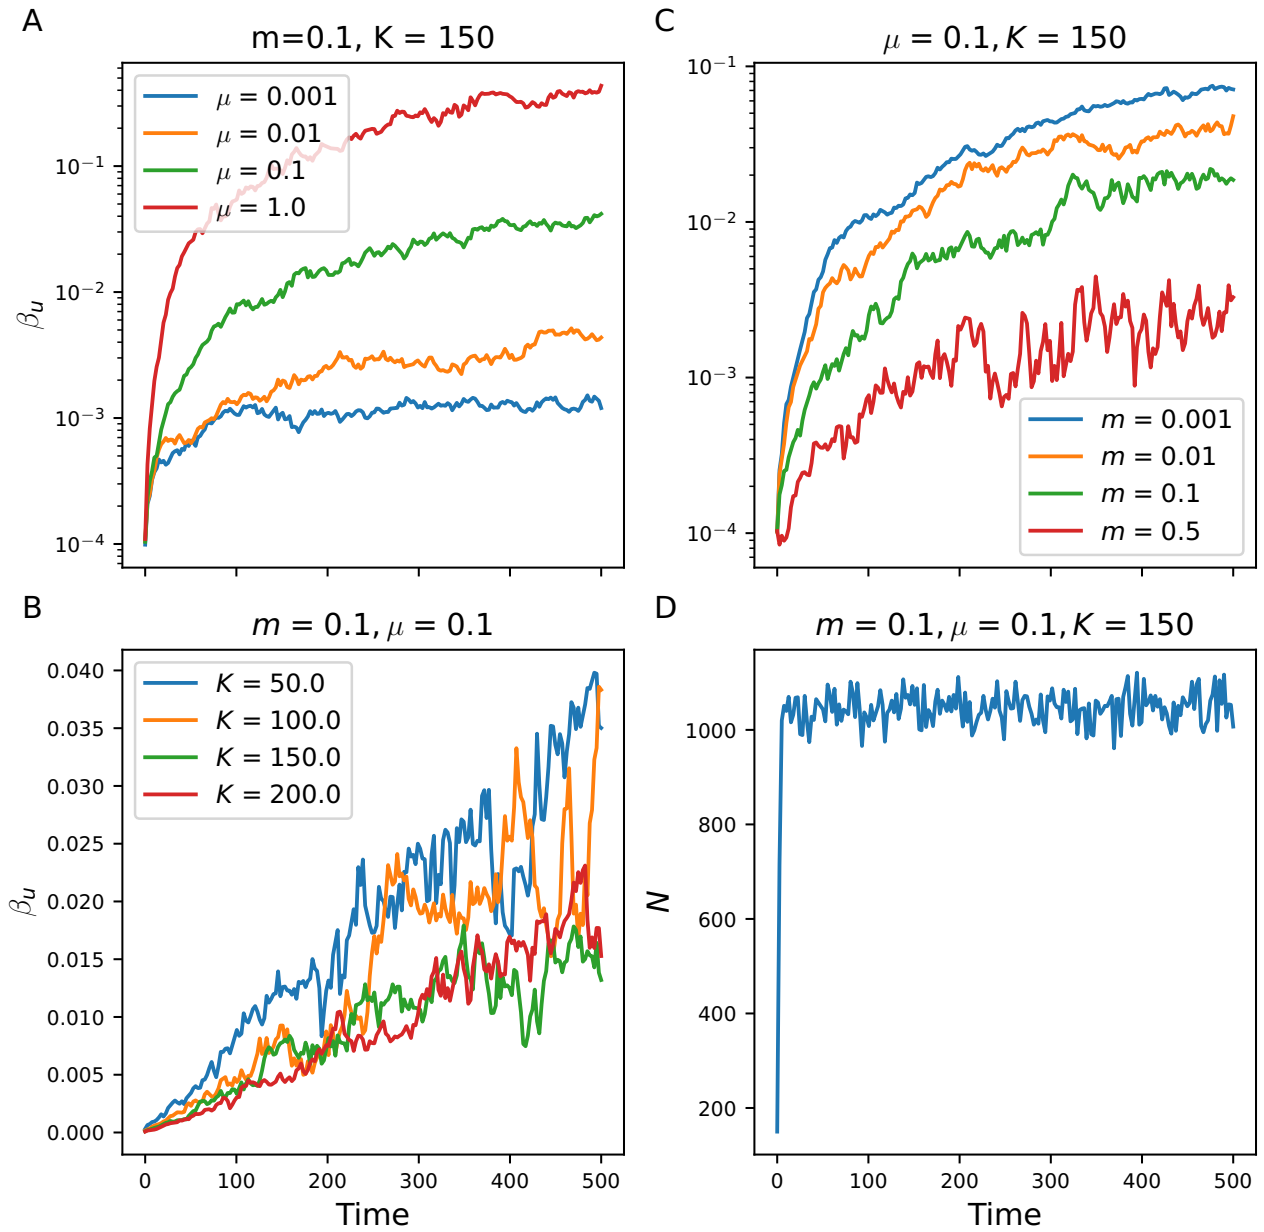 A
m=0.1, K = 150
μ = 0.001
μ = 0.01
μ = 0.1
μ = 1.0
10⁻¹
10⁻²
10⁻³
10⁻⁴
βᵤ
C
μ = 0.1, K = 150
10⁻¹
10⁻²
10⁻³
10⁻⁴
m = 0.001
m = 0.01
m = 0.1
m = 0.5
B
m = 0.1, μ = 0.1
K = 50.0
K = 100.0
K = 150.0
K = 200.0
0.040
0.035
0.030
0.025
0.020
0.015
0.010
0.005
0.000
βᵤ
0 100 200 300 400 500
Time
D
m = 0.1, μ = 0.1, K = 150
1000
800
600
400
200
N
0 100 200 300 400 500
Time